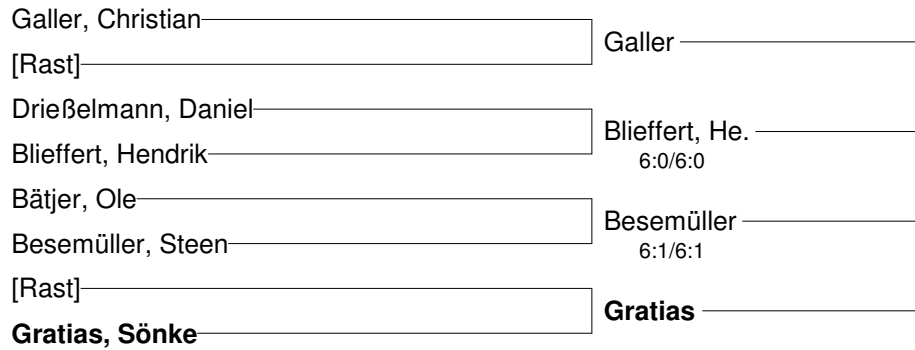 Galler, Christian
[Rast]
Galler
Drießelmann, Daniel
Blieffert, Hendrik
Blieffert, He.
6:0/6:0
Bätjer, Ole
Besemüller, Steen
Besemüller
6:1/6:1
[Rast]
Gratias, Sönke
Gratias